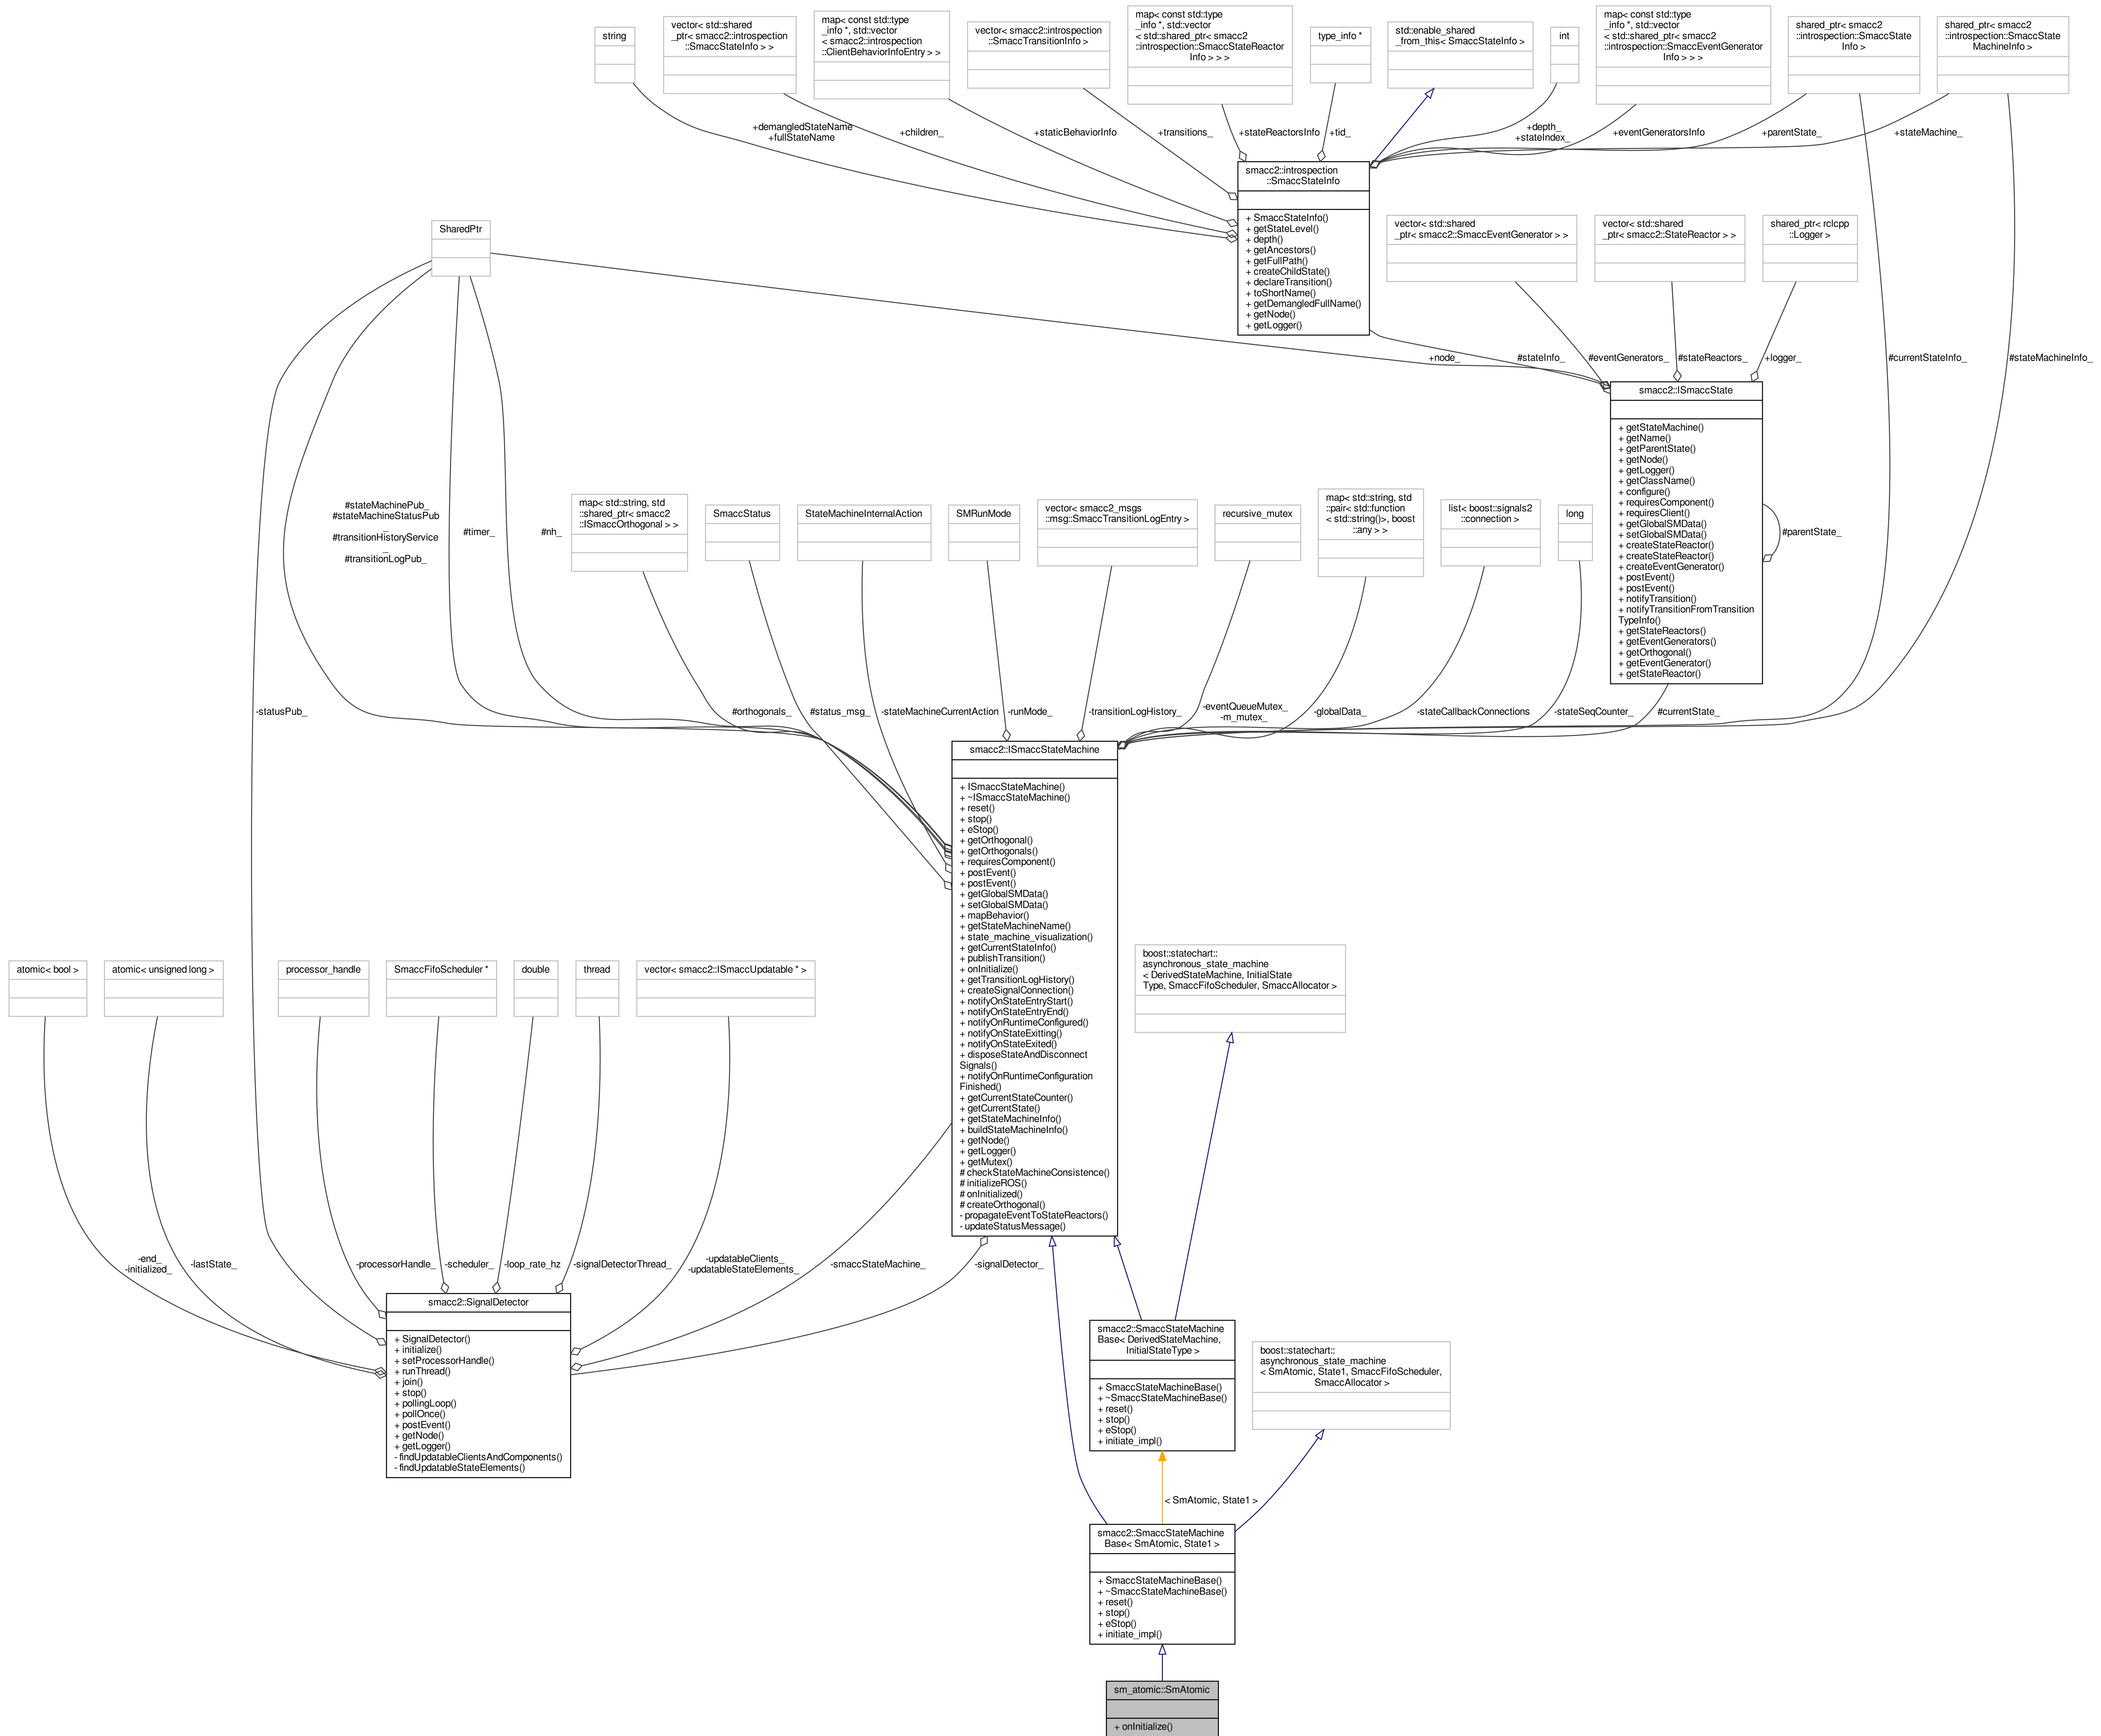 string
vector< std::shared
_ptr< smacc2::introspection
::SmaccStateInfo > >
map< const std::type
_info *, std::vector
< smacc2::introspection
::ClientBehaviorInfoEntry > >
vector< smacc2::introspection
::SmaccTransitionInfo >
map< const std::type
_info *, std::vector
< std::shared_ptr< smacc2
::introspection::SmaccStateReactor
Info > > >
type_info *
std::enable_shared
_from_this< SmaccStateInfo >
int
map< const std::type
_info *, std::vector
< std::shared_ptr< smacc2
::introspection::SmaccEventGenerator
Info > > >
shared_ptr< smacc2
::introspection::SmaccState
Info >
shared_ptr< smacc2
::introspection::SmaccState
MachineInfo >
+demangledStateName
+fullStateName
+children_
+staticBehaviorInfo
+transitions_
+stateReactorsInfo
+tid_
+depth_
+stateIndex_
+eventGeneratorsInfo
+parentState_
+stateMachine_
smacc2::introspection
::SmaccStateInfo
+ SmaccStateInfo()
+ getStateLevel()
+ depth()
+ getAncestors()
+ getFullPath()
+ createChildState()
+ declareTransition()
+ toShortName()
+ getDemangledFullName()
+ getNode()
+ getLogger()
SharedPtr
vector< std::shared
_ptr< smacc2::SmaccEventGenerator > >
vector< std::shared
_ptr< smacc2::StateReactor > >
shared_ptr< rclcpp
::Logger >
+node_
#stateInfo_
#eventGenerators_
#stateReactors_
+logger_
#currentStateInfo_
#stateMachineInfo_
smacc2::ISmaccState
+ getStateMachine()
+ getName()
+ getParentState()
+ getNode()
+ getLogger()
+ getClassName()
+ configure()
+ requiresComponent()
+ requiresClient()
+ getGlobalSMData()
+ setGlobalSMData()
+ createStateReactor()
+ createStateReactor()
+ createEventGenerator()
+ postEvent()
+ postEvent()
+ notifyTransition()
+ notifyTransitionFromTransition
TypeInfo()
+ getStateReactors()
+ getEventGenerators()
+ getOrthogonal()
+ getEventGenerator()
+ getStateReactor()
#parentState_
#stateMachinePub_
#stateMachineStatusPub
_
#transitionHistoryService
_
#transitionLogPub_
#timer_
#nh_
map< std::string, std
::shared_ptr< smacc2
::ISmaccOrthogonal > >
SmaccStatus
StateMachineInternalAction
SMRunMode
vector< smacc2_msgs
::msg::SmaccTransitionLogEntry >
recursive_mutex
map< std::string, std
::pair< std::function
< std::string()>, boost
::any > >
list< boost::signals2
::connection >
long
-statusPub_
#orthogonals_
#status_msg_
-stateMachineCurrentAction
-runMode_
-transitionLogHistory_
-eventQueueMutex_
-m_mutex_
-globalData_
-stateCallbackConnections
-stateSeqCounter_
#currentState_
smacc2::ISmaccStateMachine
+ ISmaccStateMachine()
+ ~ISmaccStateMachine()
+ reset()
+ stop()
+ eStop()
+ getOrthogonal()
+ getOrthogonals()
+ requiresComponent()
+ postEvent()
+ postEvent()
+ getGlobalSMData()
+ setGlobalSMData()
+ mapBehavior()
+ getStateMachineName()
+ state_machine_visualization()
+ getCurrentStateInfo()
+ publishTransition()
+ onInitialize()
+ getTransitionLogHistory()
+ createSignalConnection()
+ notifyOnStateEntryStart()
+ notifyOnStateEntryEnd()
+ notifyOnRuntimeConfigured()
+ notifyOnStateExitting()
+ notifyOnStateExited()
+ disposeStateAndDisconnect
Signals()
+ notifyOnRuntimeConfiguration
Finished()
+ getCurrentStateCounter()
+ getCurrentState()
+ getStateMachineInfo()
+ buildStateMachineInfo()
+ getNode()
+ getLogger()
+ getMutex()
# checkStateMachineConsistence()
# initializeROS()
# onInitialized()
# createOrthogonal()
- propagateEventToStateReactors()
- updateStatusMessage()
atomic< bool >
atomic< unsigned long >
processor_handle
SmaccFifoScheduler *
double
thread
vector< smacc2::ISmaccUpdatable * >
boost::statechart::
asynchronous_state_machine
< DerivedStateMachine, InitialState
Type, SmaccFifoScheduler, SmaccAllocator >
-end_
-initialized_
-lastState_
-processorHandle_
-scheduler_
-loop_rate_hz
-signalDetectorThread_
-updatableClients_
-updatableStateElements_
-smaccStateMachine_
-signalDetector_
smacc2::SignalDetector
+ SignalDetector()
+ initialize()
+ setProcessorHandle()
+ runThread()
+ join()
+ stop()
+ pollingLoop()
+ pollOnce()
+ postEvent()
+ getNode()
+ getLogger()
- findUpdatableClientsAndComponents()
- findUpdatableStateElements()
smacc2::SmaccStateMachine
Base< DerivedStateMachine,
InitialStateType >
+ SmaccStateMachineBase()
+ ~SmaccStateMachineBase()
+ reset()
+ stop()
+ eStop()
+ initiate_impl()
boost::statechart::
asynchronous_state_machine
< SmAtomic, State1, SmaccFifoScheduler,
SmaccAllocator >
< SmAtomic, State1 >
smacc2::SmaccStateMachine
Base< SmAtomic, State1 >
+ SmaccStateMachineBase()
+ ~SmaccStateMachineBase()
+ reset()
+ stop()
+ eStop()
+ initiate_impl()
sm_atomic::SmAtomic
+ onInitialize()